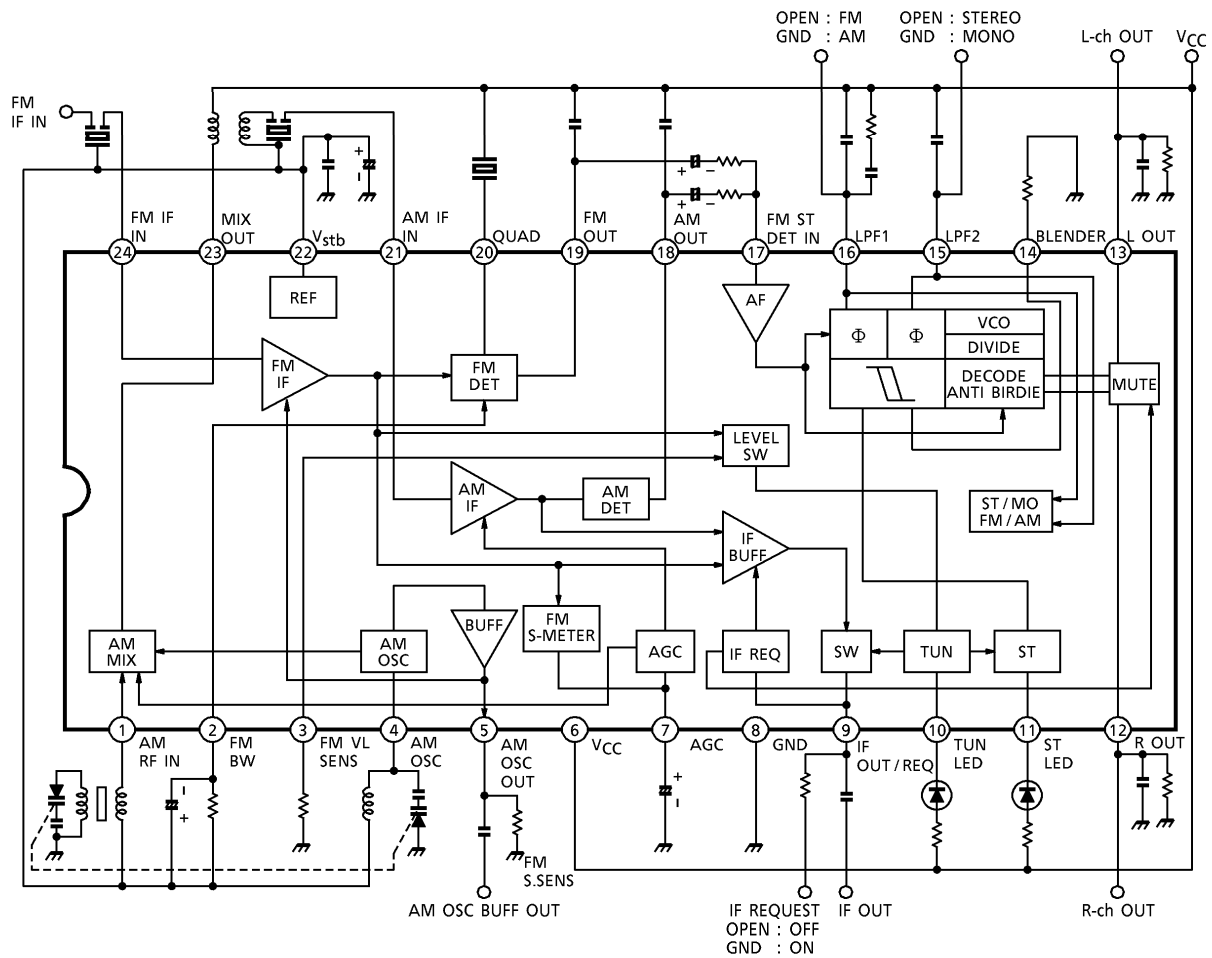 OPEN : FM
GND : AM
OPEN : STEREO
GND : MONO
L-ch OUT
VCC
FM
IF IN
+
-
+
-
+
-
FM IF
IN
MIX
OUT
Vstb
AM IF
IN
QUAD
FM
OUT
AM
OUT
FM ST
DET IN
LPF1
LPF2
BLENDER
L OUT
24
23
22
21
20
19
18
17
16
15
14
13
REF
AF
Φ
Φ
VCO
DIVIDE
DECODE
ANTI BIRDIE
MUTE
FM
IF
FM
DET
LEVEL
SW
AM
IF
AM
DET
ST/MO
FM/AM
IF
BUFF
AM
MIX
AM
OSC
BUFF
FM
S-METER
AGC
IF REQ
SW
TUN
ST
1
2
3
4
5
6
7
8
9
10
11
12
AM
RF IN
FM
BW
FM VL
SENS
AM
OSC
AM
OSC
OUT
VCC
AGC
GND
IF
OUT/REQ
TUN
LED
ST
LED
R OUT
-
+
+
-
FM
S.SENS
AM OSC BUFF OUT
IF REQUEST
OPEN : OFF
GND : ON
IF OUT
R-ch OUT